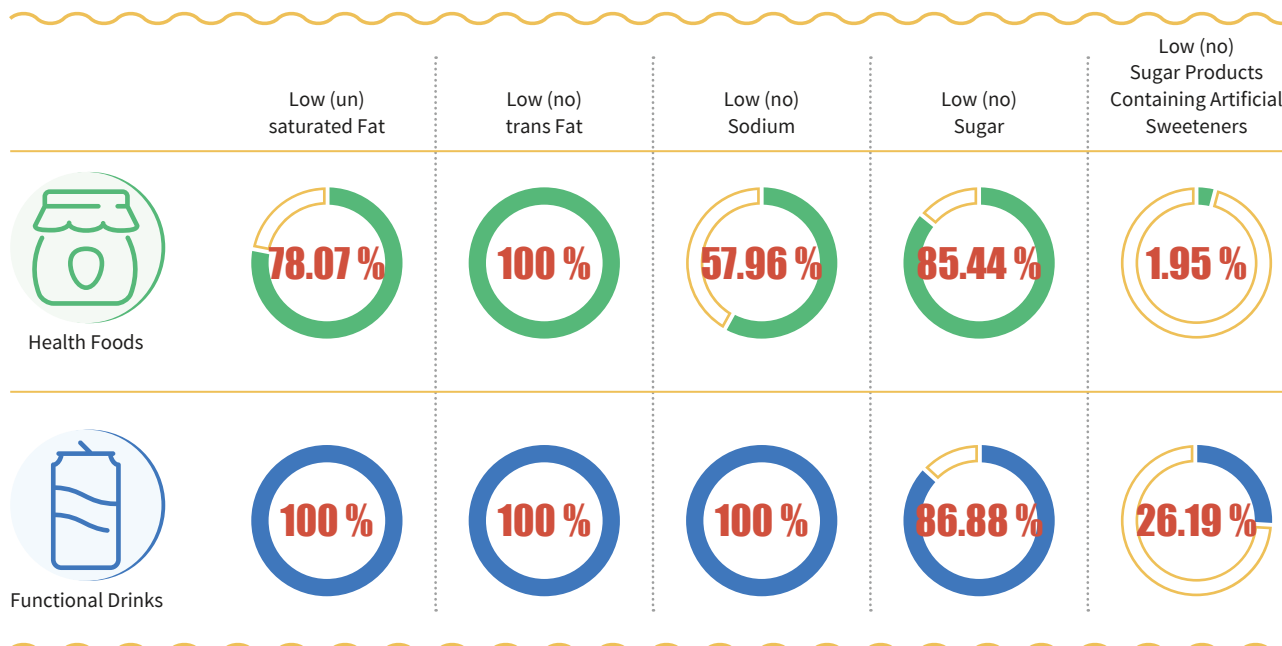 Low (un)
saturated Fat
Low (no)
trans Fat
Low (no)
Sodium
Low (no)
Sugar
Low (no)
Sugar Products
Containing Artificial
Sweeteners
78.07 %
100 %
57.96 %
85.44 %
1.95 %
Health Foods
100 %
100 %
100 %
86.88 %
26.19 %
Functional Drinks